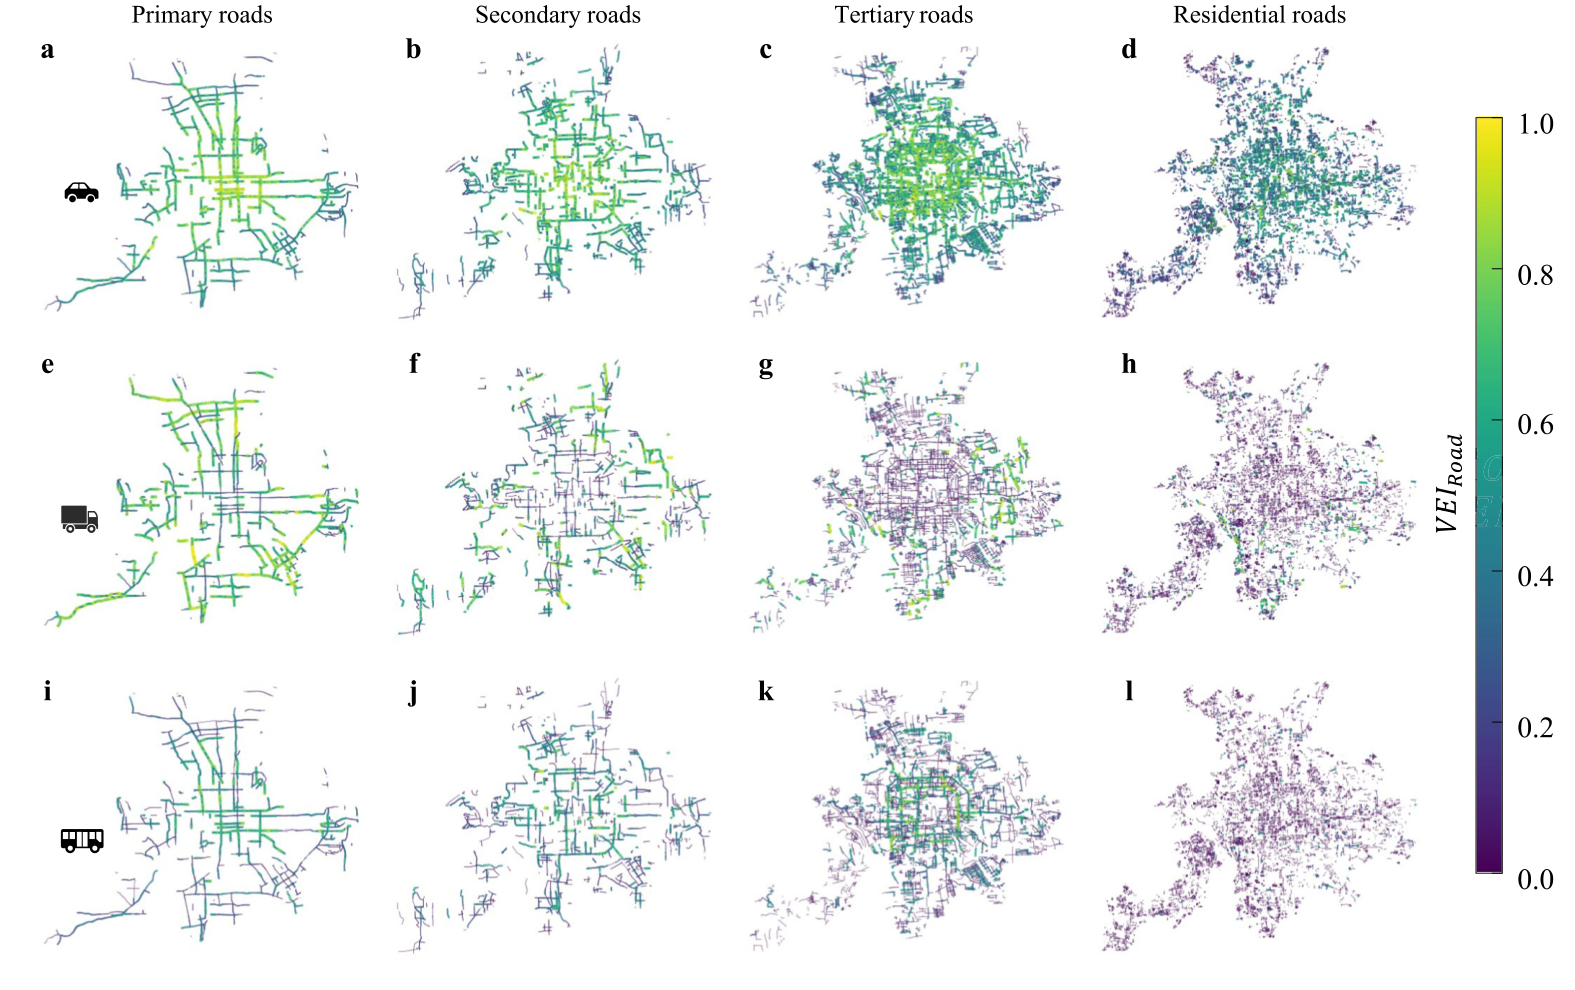 Primary roads
Secondary roads
Tertiary roads
Residential roads
a
b
c
d
1.0
0.8
e
f
g
h
0.6
VEI_Road
0.4
i
j
k
l
0.2
0.0